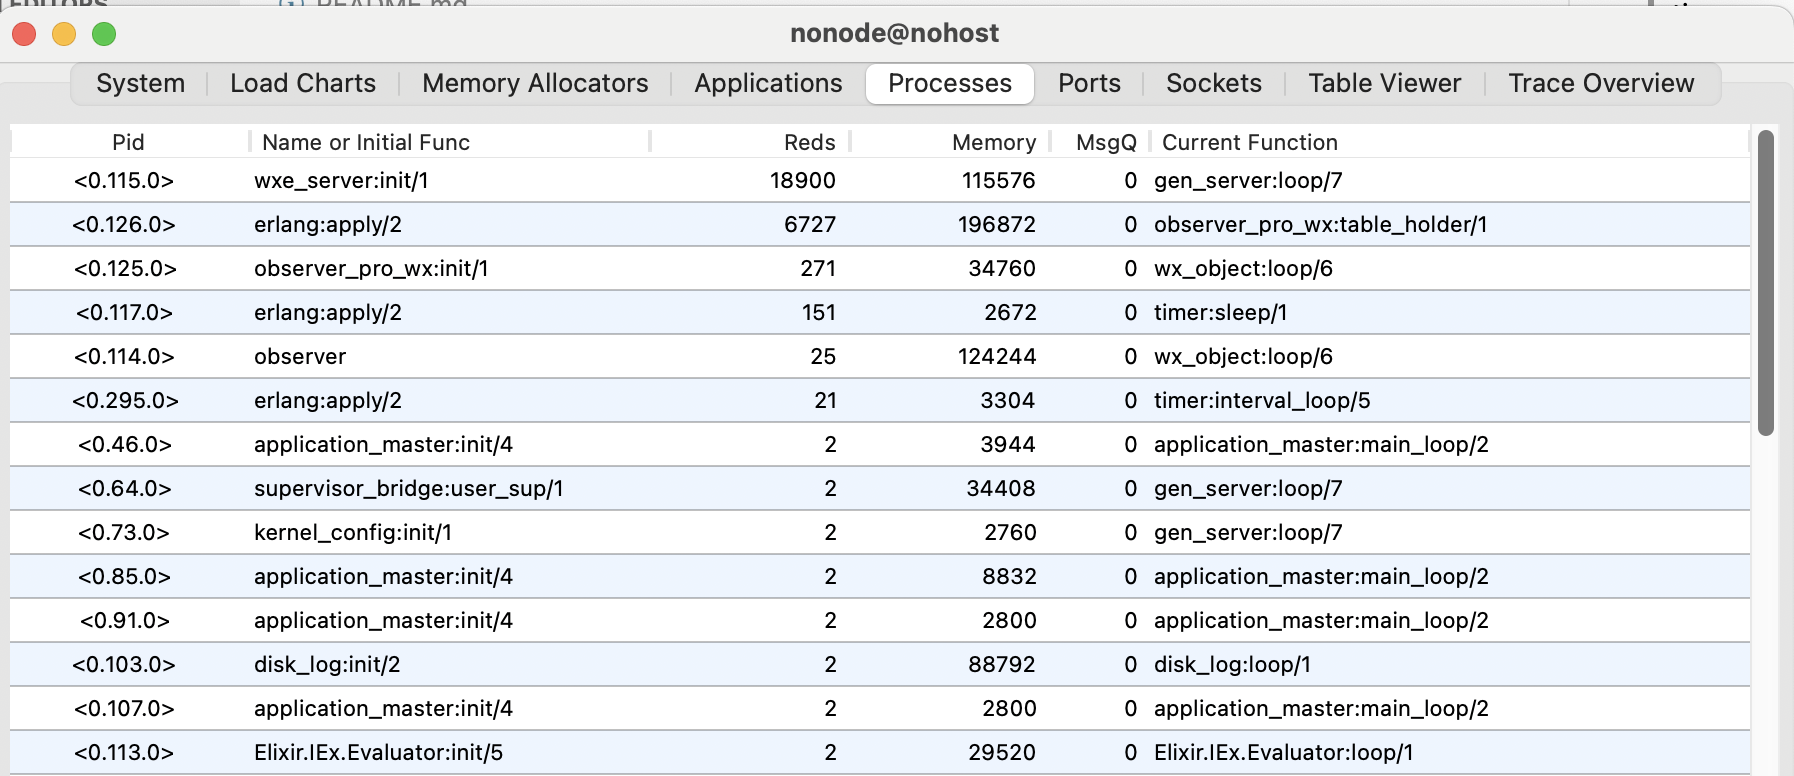 EDITORS README.md
nonode@nohost
System Load Charts Memory Allocators Applications Processes Ports Sockets Table Viewer Trace Overview
Pid Name or Initial Func Reds Memory MsgQ Current Function
<0.115.0> wxe_server:init/1 18900 115576 0 gen_server:loop/7
<0.126.0> erlang:apply/2 6727 196872 0 observer_pro_wx:table_holder/1
<0.125.0> observer_pro_wx:init/1 271 34760 0 wx_object:loop/6
<0.117.0> erlang:apply/2 151 2672 0 timer:sleep/1
<0.114.0> observer 25 124244 0 wx_object:loop/6
<0.295.0> erlang:apply/2 21 3304 0 timer:interval_loop/5
<0.46.0> application_master:init/4 2 3944 0 application_master:main_loop/2
<0.64.0> supervisor_bridge:user_sup/1 2 34408 0 gen_server:loop/7
<0.73.0> kernel_config:init/1 2 2760 0 gen_server:loop/7
<0.85.0> application_master:init/4 2 8832 0 application_master:main_loop/2
<0.91.0> application_master:init/4 2 2800 0 application_master:main_loop/2
<0.103.0> disk_log:init/2 2 88792 0 disk_log:loop/1
<0.107.0> application_master:init/4 2 2800 0 application_master:main_loop/2
<0.113.0> Elixir.IEx.Evaluator:init/5 2 29520 0 Elixir.IEx.Evaluator:loop/1